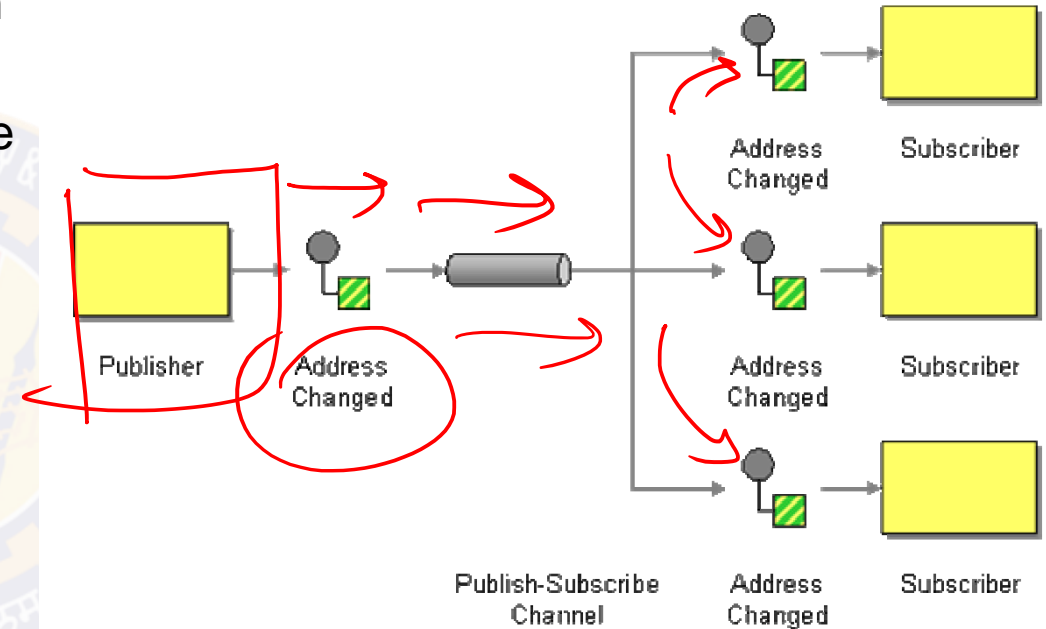 e
Address
Changed
Subscriber
Publisher
Address
Changed
Address
Changed
Subscriber
Publish-Subscribe
Channel
Address
Changed
Subscriber